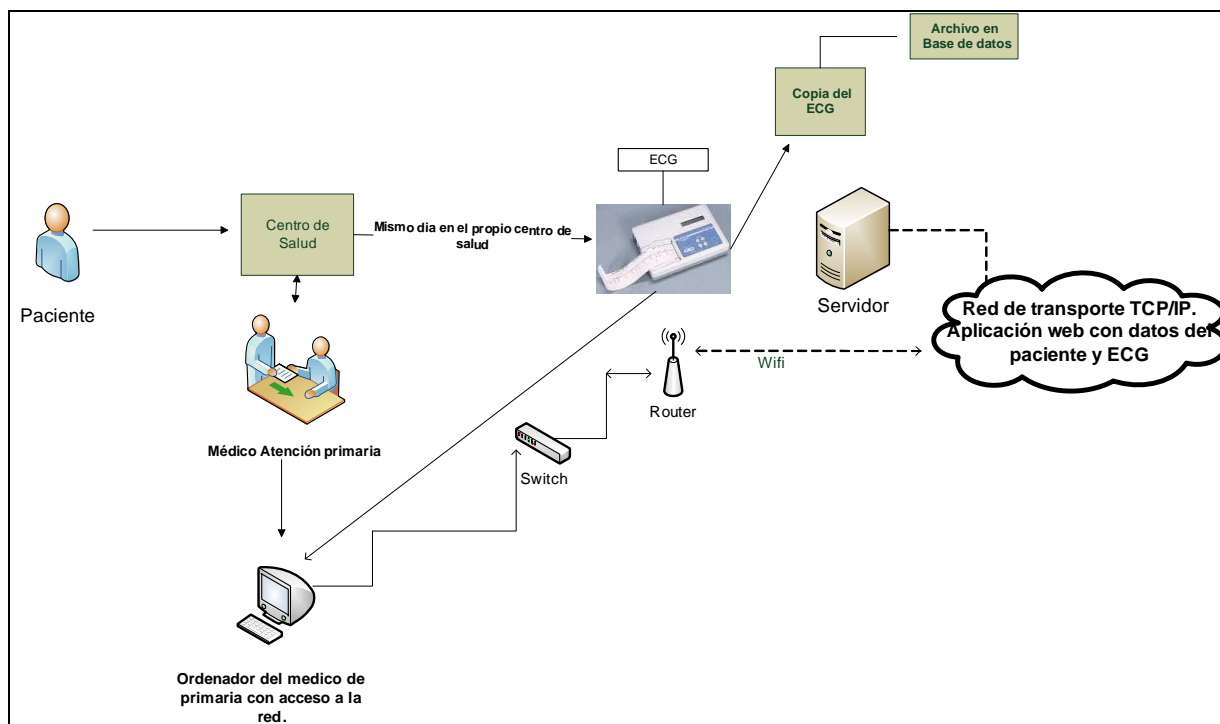 Archivo en
Base de datos
Copia del
ECG
ECG
Centro de
Salud
Mismo dia en el propio centro de
salud
Paciente
Servidor
Red de transporte TCP/IP.
Aplicación web con datos del
paciente y ECG
Wifi
Router
Médico Atención primaria
Switch
Ordenador del medico de
primaria con acceso a la
red.